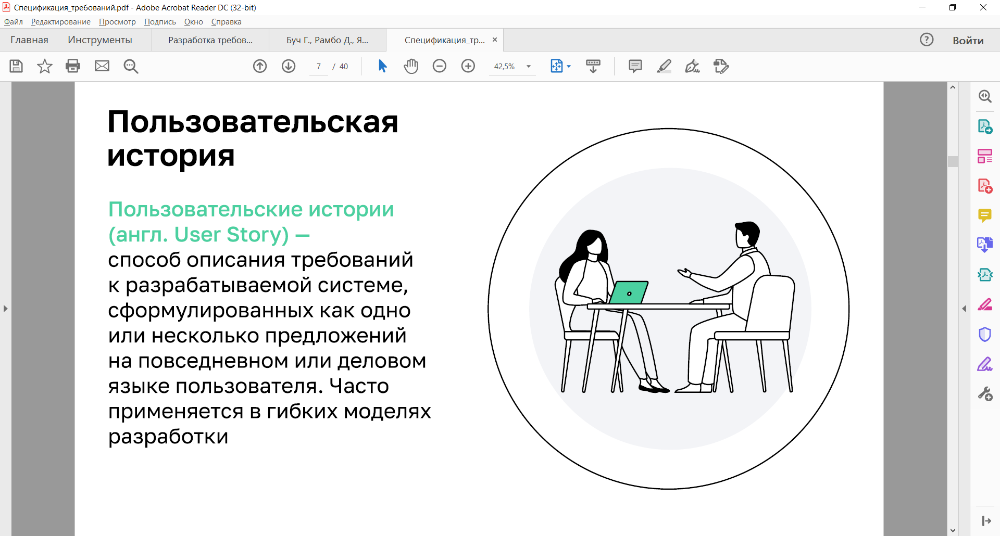 Спецификация_требований.pdf - Adobe Acrobat Reader DC (32-bit)
Файл Редактирование Просмотр Подпись Окно Справка
Главная Инструменты Разработка требов... Буч Г., Рамбо Д., Я... Спецификация_тр... Войти
7 / 40 42,5%
Пользовательская
история
Пользовательские истории
(англ. User Story) —
способ описания требований
к разрабатываемой системе,
сформулированных как одно
или несколько предложений
на повседневном или деловом
языке пользователя. Часто
применяется в гибких моделях
разработки